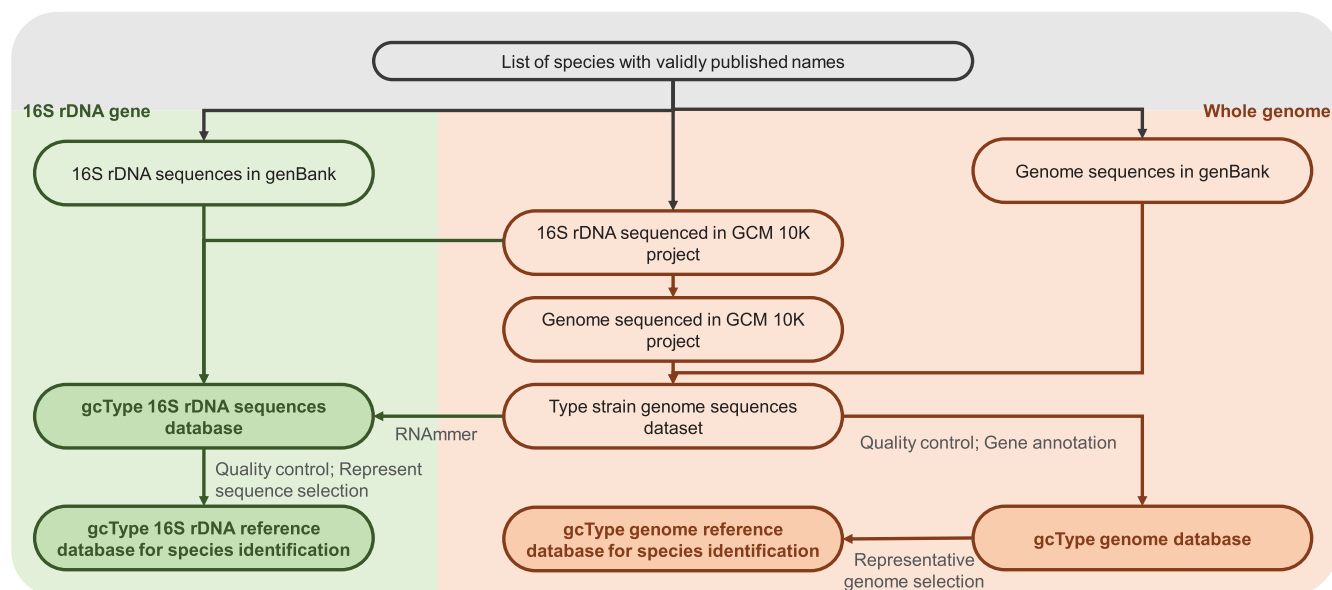 List of species with validly published names
16S rDNA gene
Whole genome
16S rDNA sequences in genBank
Genome sequences in genBank
16S rDNA sequenced in GCM 10K
project
Genome sequenced in GCM 10K
project
gcType 16S rDNA sequences
database
Type strain genome sequences
dataset
RNAmmer
Quality control; Gene annotation
Quality control; Represent
sequence selection
gcType 16S rDNA reference
database for species identification
gcType genome reference
database for species identification
gcType genome database
Representative
genome selection